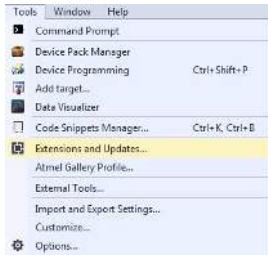 Tools Window Help
Command Prompt
Device Pack Manager
Device Programming Ctrl+Shift+P
Add target...
Data Visualizer
Code Snippets Manager... Ctrl+K, Ctrl+B
Extensions and Updates...
Atmel Gallery Profile...
External Tools...
Import and Export Settings...
Customize...
Options...